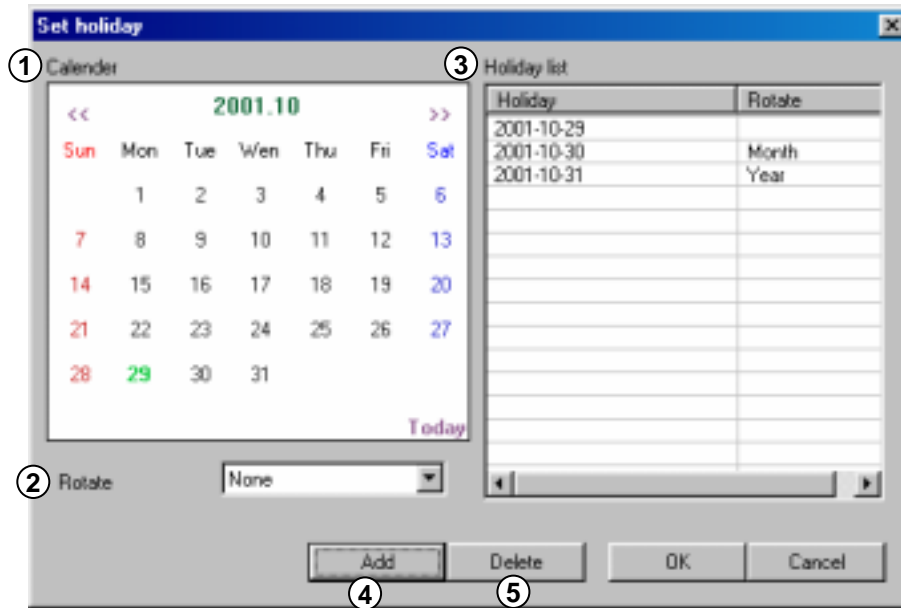 Set holiday
1 Calender
<< 2001.10 >>
Sun Mon Tue Wen Thu Fri Sat
1 2 3 4 5 6
7 8 9 10 11 12 13
14 15 16 17 18 19 20
21 22 23 24 25 26 27
28 29 30 31
Today
2 Rotate None
3 Holiday list
Holiday Rotate
2001-10-29
2001-10-30 Month
2001-10-31 Year
Add Delete OK Cancel
4 5